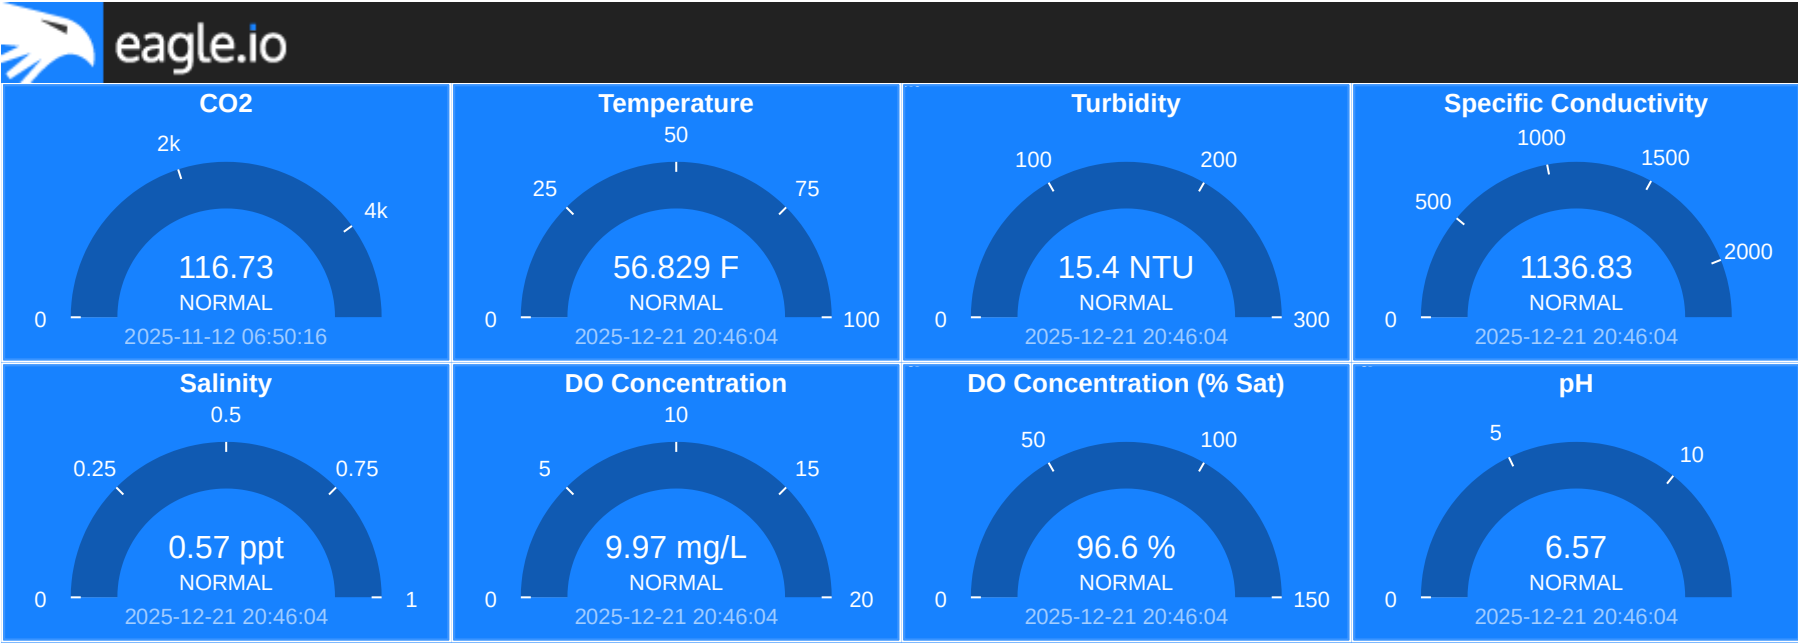 eagle.io
CO2
2k
4k
0
116.73
NORMAL
2025-11-12 06:50:16
Temperature
50
25
75
0
100
56.829 F
NORMAL
2025-12-21 20:46:04
Turbidity
100
200
0
300
15.4 NTU
NORMAL
2025-12-21 20:46:04
Specific Conductivity
1000
1500
500
2000
0
1136.83
NORMAL
2025-12-21 20:46:04
Salinity
0.5
0.25
0.75
0
1
0.57 ppt
NORMAL
2025-12-21 20:46:04
DO Concentration
10
5
15
0
20
9.97 mg/L
NORMAL
2025-12-21 20:46:04
DO Concentration (% Sat)
50
100
0
150
96.6 %
NORMAL
2025-12-21 20:46:04
pH
5
10
0
6.57
NORMAL
2025-12-21 20:46:04